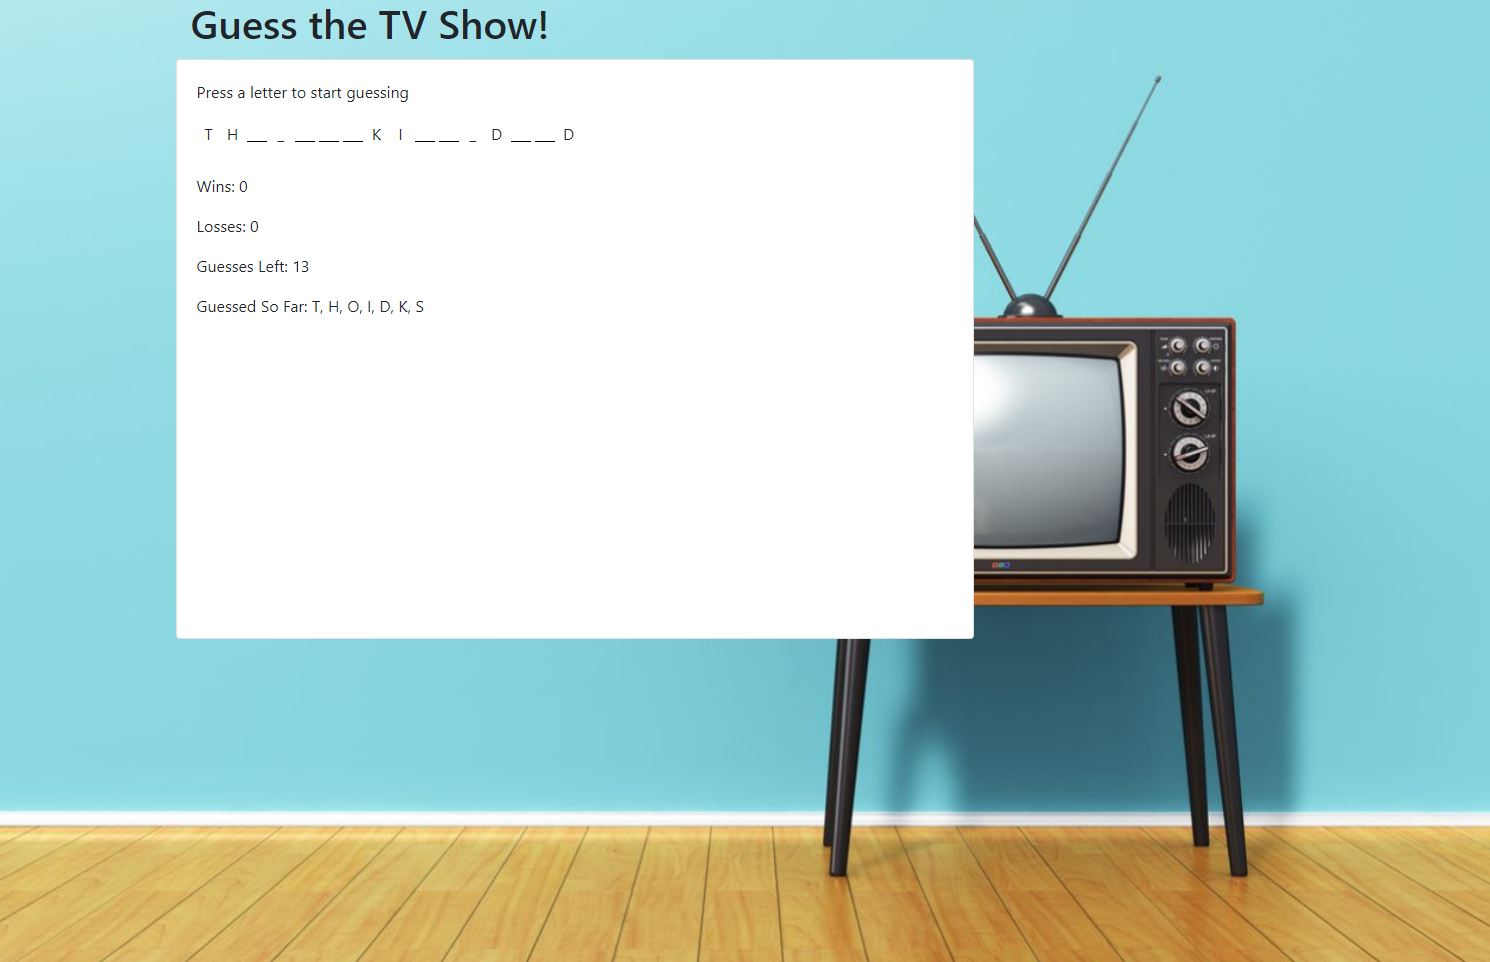 Guess the TV Show!
Press a letter to start guessing
T H __ _ __ __ __ K I __ __ _ D __ __ D
Wins: 0
Losses: 0
Guesses Left: 13
Guessed So Far: T, H, O, I, D, K, S